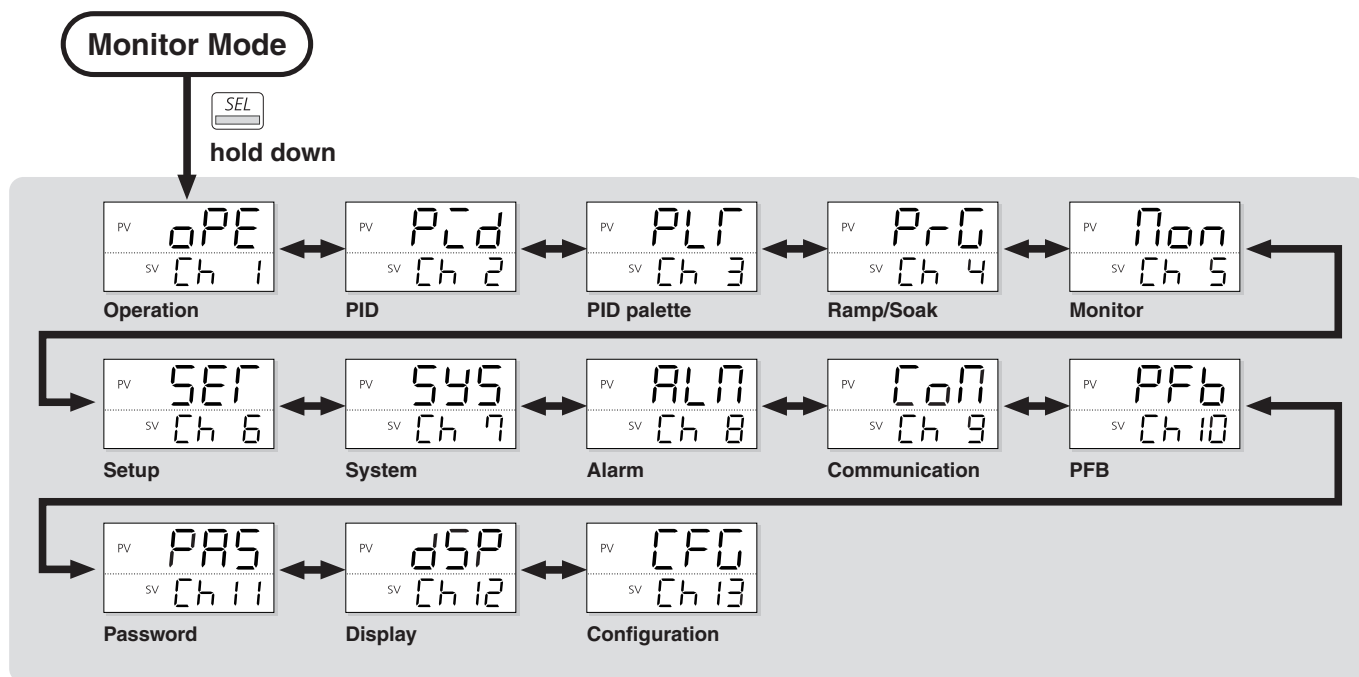 Monitor Mode
SEL
hold down
PV oPE
SV Ch 1
Operation
PV Pid
SV Ch 2
PID
PV PLT
SV Ch 3
PID palette
PV PrG
SV Ch 4
Ramp/Soak
PV Mon
SV Ch 5
Monitor
PV SET
SV Ch 6
Setup
PV SYS
SV Ch 7
System
PV ALM
SV Ch 8
Alarm
PV CoM
SV Ch 9
Communication
PV PFb
SV Ch 10
PFB
PV PAS
SV Ch 11
Password
PV dSP
SV Ch 12
Display
PV CFG
SV Ch 13
Configuration